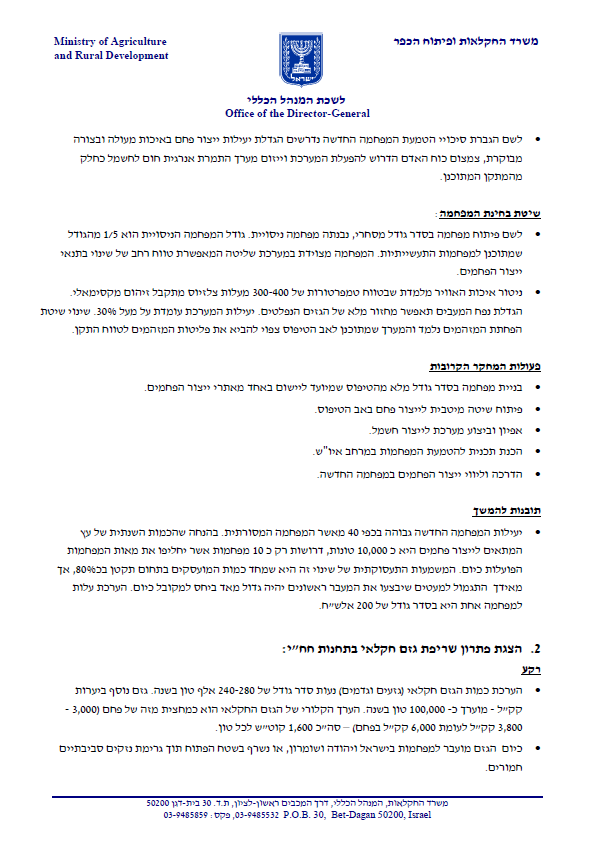 משרד החקלאות ופיתוח הכפר
Ministry of Agriculture
and Rural Development
ישראל
לשכת המנהל הכללי
Office of the Director-General
• לשם הגברת סיכויי הטמעת המפחמה החדשה נדרשים הגדלת יעילות ייצור פחם באיכות מעולה ובצורה
מבוקרת, צמצום כוח האדם הדרוש להפעלת המערכת וייזום מערך התמרת אנרגית חום לחשמל כחלק
מהמתקן המתוכנן.
שיטת בחינת המפחמה:
• לשם פיתוח מפחמה בסדר גודל מסחרי, נבנתה מפחמה ניסויית. גודל המפחמה הניסויית הוא 1/5 מהגודל
שמתוכנן למפחמות התעשייתיות. המפחמה מצוידת במערכת שליטה המאפשרת טווח רחב של שינוי בתנאי
ייצור הפחמים.
• ניטור איכות האוויר מלמדת שבטווח טמפרטורות של 300-400 מעלות צלזיוס מתקבל זיהום מקסימאלי.
הגדלת נפח המעבים תאפשר מחזור מלא של הגזים הנפלטים. יעילות המערכת עומדת על מעל 30%. שינוי שיטת
הפחתת המזהמים נלמד והמערך שמתוכנן לאב הטיפוס צפוי להביא את פליטות המזהמים לטווח התקן.
פעולות המחקר הקרובות
• בניית מפחמה בסדר גודל מלא מהטיפוס שמיועד ליישום באחד מאתרי ייצור הפחמים.
• פיתוח שיטה מיטבית לייצור פחם באב הטיפוס.
• אפיון וביצוע מערכת לייצור חשמל.
• הכנת תכנית להטמעת המפחמות במרחב איו"ש.
• הדרכה וליווי ייצור הפחמים במפחמה החדשה.
תובנות להמשך
• יעילות המפחמה החדשה גבוהה בכפי 40 מאשר המפחמה המסורתית. בהנחה שהכמות השנתית של עץ
המתאים לייצור פחמים היא כ 10,000 טונות, דרושות רק כ 10 מפחמות אשר יחליפו את מאות המפחמות
הפועלות כיום. המשמעות התעסוקתית של שינוי זה היא שמחד כמות המועסקים בתחום תקטן בכ80%, אך
מאידך התגמול למעטים שיבצעו את המעבר ראשונים יהיה גדול מאד ביחס למקובל כיום. הערכת עלות
למפחמה אחת היא בסדר גודל של 200 אלש״ח.
2. הצגת פתרון שריפת גזם חקלאי בתחנות חח״י:
רקע
• הערכת כמות הגזם חקלאי (גזעים וגדמים) נעות סדר גודל של 240-280 אלף טון בשנה. גזם נוסף ביערות
קק״ל - מוערך כ- 100,000 טון בשנה. הערך הקלורי של הגזם החקלאי הוא כמחצית מזה של פחם (3,000 -
3,800 קק״ל לעומת 6,000 קק״ל בפחם) – סה״כ 1,600 קוט״ש לכל טון.
• כיום הגזם מועבר למפחמות בישראל ויהודה ושומרון, או נשרף בשטח הפתוח תוך גרימת נזקים סביבתיים
חמורים.
משרד החקלאות, המנהל הכללי, דרך המכבים ראשון-לציון, ת.ד. 30 בית-דגן 50200
03-9485532 פקס : 03-9485859, P.O.B. 30, Bet-Dagan 50200, Israel